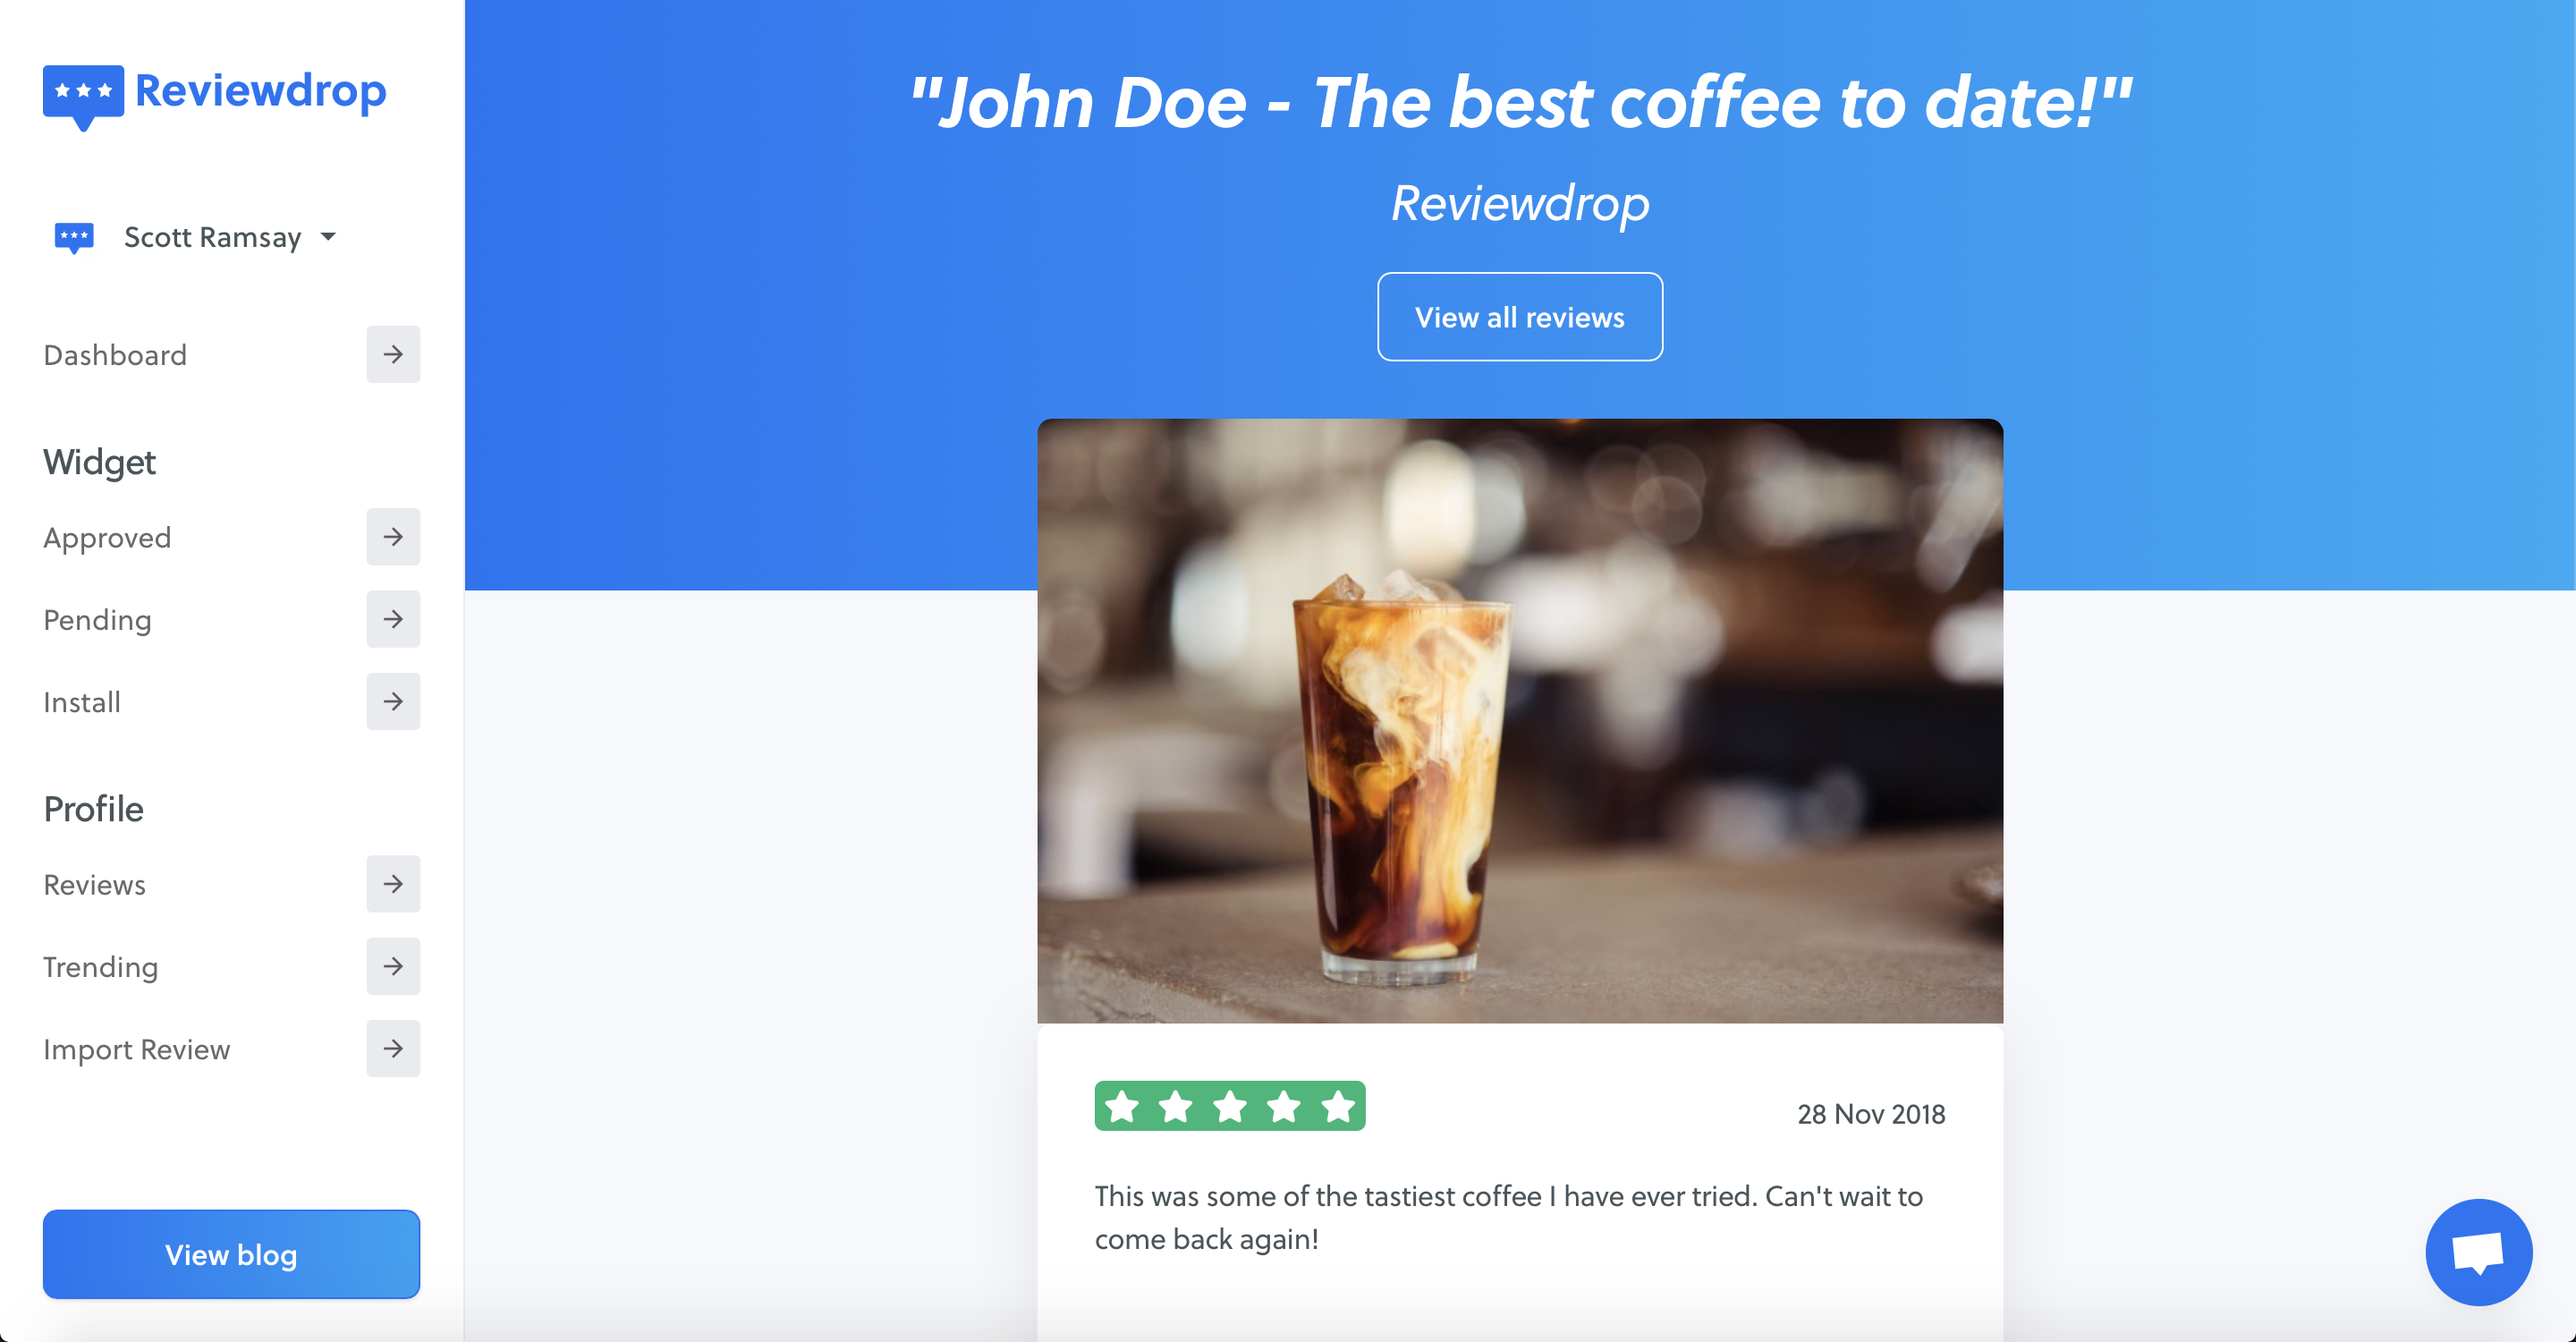 Reviewdrop
Scott Ramsay
Dashboard
Widget
Approved
Pending
Install
Profile
Reviews
Trending
Import Review
View blog
"John Doe - The best coffee to date!"
Reviewdrop
View all reviews
28 Nov 2018
This was some of the tastiest coffee I have ever tried. Can't wait to
come back again!